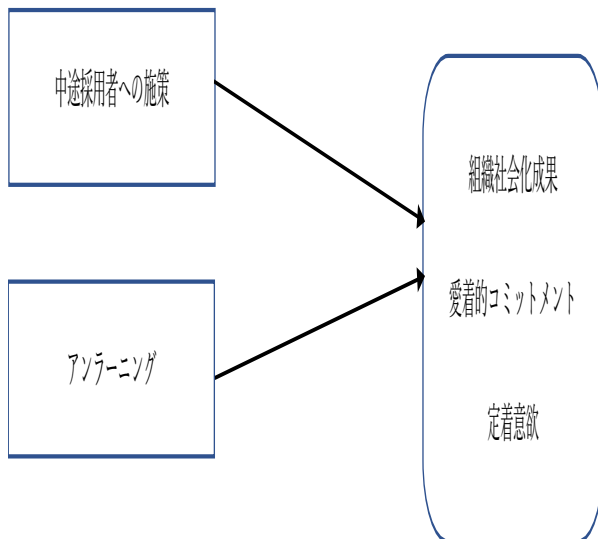 中途採用者への施策
アンラーニング
組織社会化成果
愛着的コミットメント
定着意欲